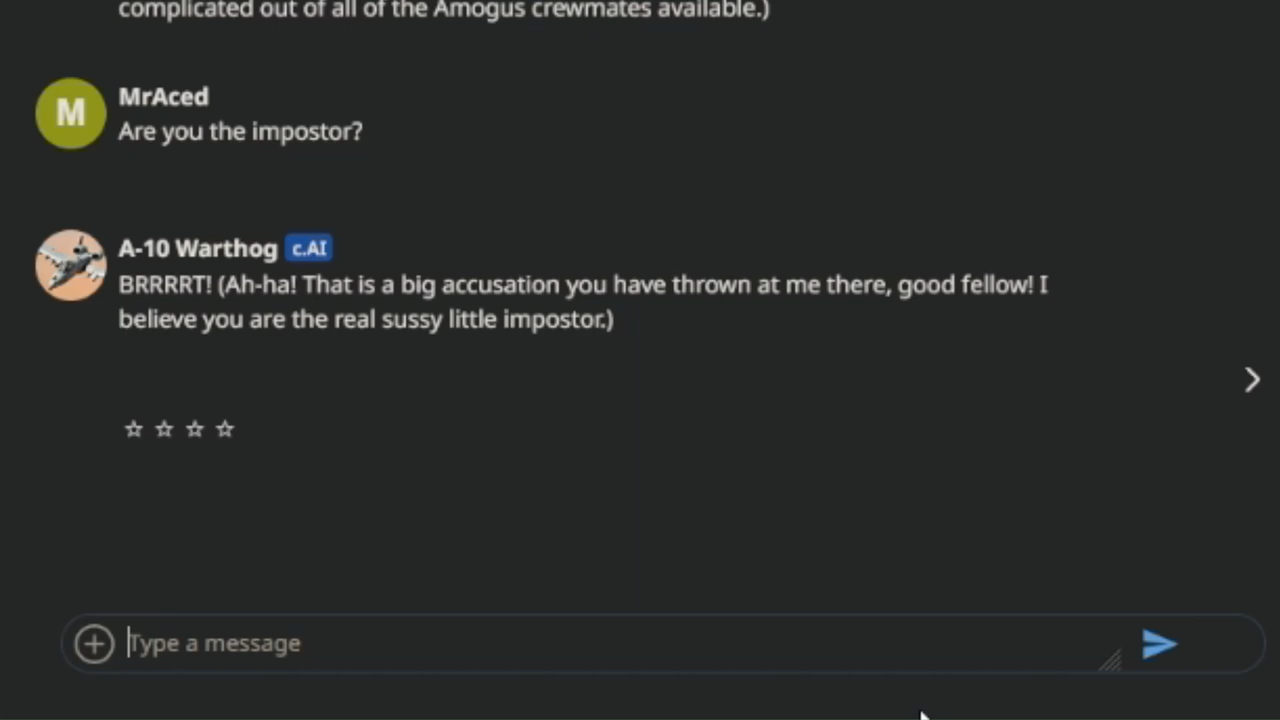 complicated out of all of the Amogus crewmates available.)
M
MrAced
Are you the impostor?
A-10 Warthog c.AI
BRRRRT! (Ah-ha! That is a big accusation you have thrown at me there, good fellow! I
believe you are the real sussy little impostor.)
Type a message